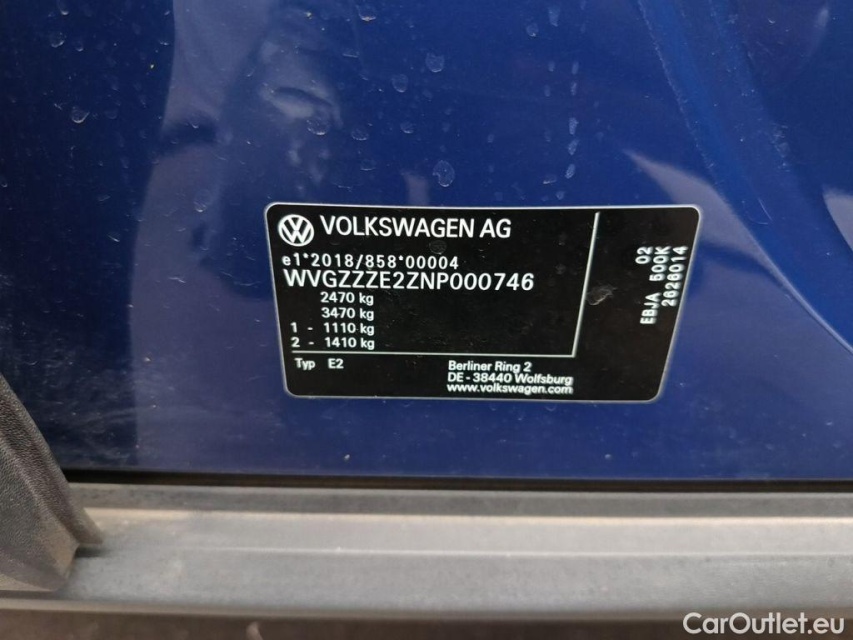 VOLKSWAGEN AG
e1*2018/858*00004
WVGZZZE2ZNP000746
2470 kg
3470 kg
1 - 1110 kg
2 - 1410 kg
Typ E2
Berliner Ring 2
DE - 38440 Wolfsburg
www.volkswagen.com
02
EBJA 500K
2626014
CarOutlet.eu